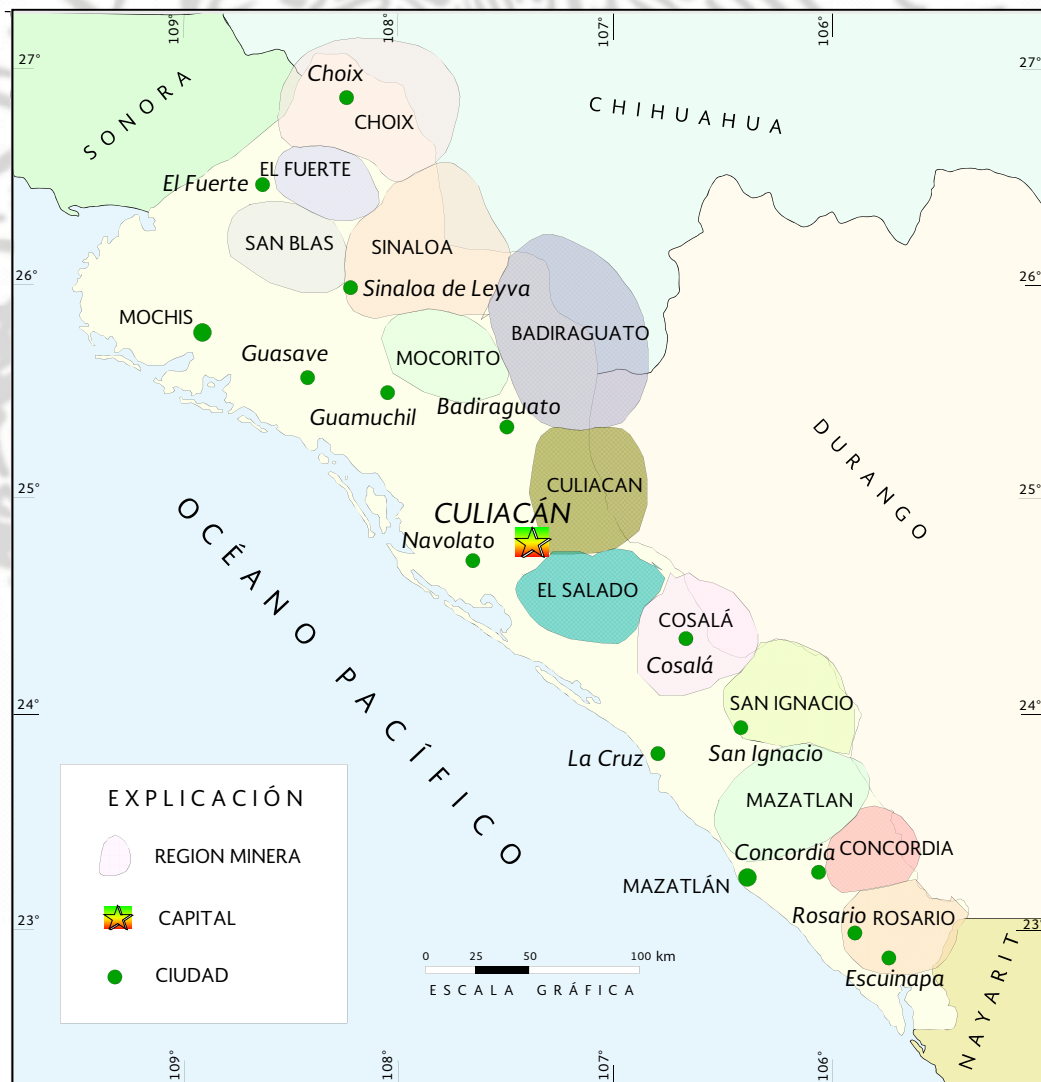 109°
108°
107°
106°
27°
27°
SONORA
CHIHUAHUA
Choix
CHOIX
EL FUERTE
El Fuerte
SAN BLAS
SINALOA
26°
26°
Sinaloa de Leyva
MOCHIS
BADIRAGUATO
Guasave
MOCORITO
Guamuchil
Badiraguato
DURANGO
25°
25°
CULIACAN
CULIACÁN
Navolato
OCÉANO PACÍFICO
EL SALADO
COSALÁ
Cosalá
24°
24°
SAN IGNACIO
San Ignacio
La Cruz
MAZATLAN
Concordia
CONCORDIA
MAZATLÁN
Rosario
ROSARIO
23°
23°
Escuinapa
NAYARIT
EXPLICACIÓN
REGION MINERA
CAPITAL
CIUDAD
0 25 50 100 km
ESCALA GRÁFICA
109°
108°
107°
106°